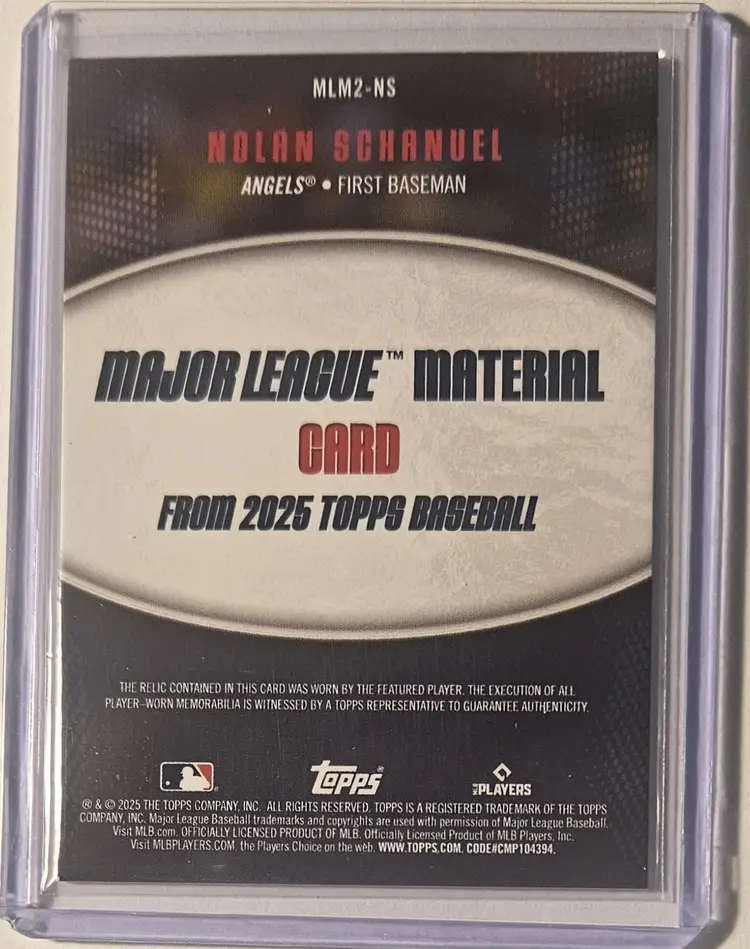 MLM2-NS
NOLAN SCHANUEL
ANGELS® • FIRST BASEMAN
MAJOR LEAGUE™ MATERIAL
CARD
FROM 2025 TOPPS BASEBALL
THE RELIC CONTAINED IN THIS CARD WAS WORN BY THE FEATURED PLAYER. THE EXECUTION OF ALL
PLAYER-WORN MEMORABILIA IS WITNESSED BY A TOPPS REPRESENTATIVE TO GUARANTEE AUTHENTICITY.
Topps®
PLAYERS
® & © 2025 THE TOPPS COMPANY, INC. ALL RIGHTS RESERVED. TOPPS IS A REGISTERED TRADEMARK OF THE TOPPS
COMPANY, INC. Major League Baseball trademarks and copyrights are used with permission of Major League Baseball.
Visit MLB.com. OFFICIALLY LICENSED PRODUCT OF MLB. Officially Licensed Product of MLB Players, Inc.
Visit MLBPLAYERS.COM, the Players Choice on the web. WWW.TOPPS.COM. CODE#CMP104394.